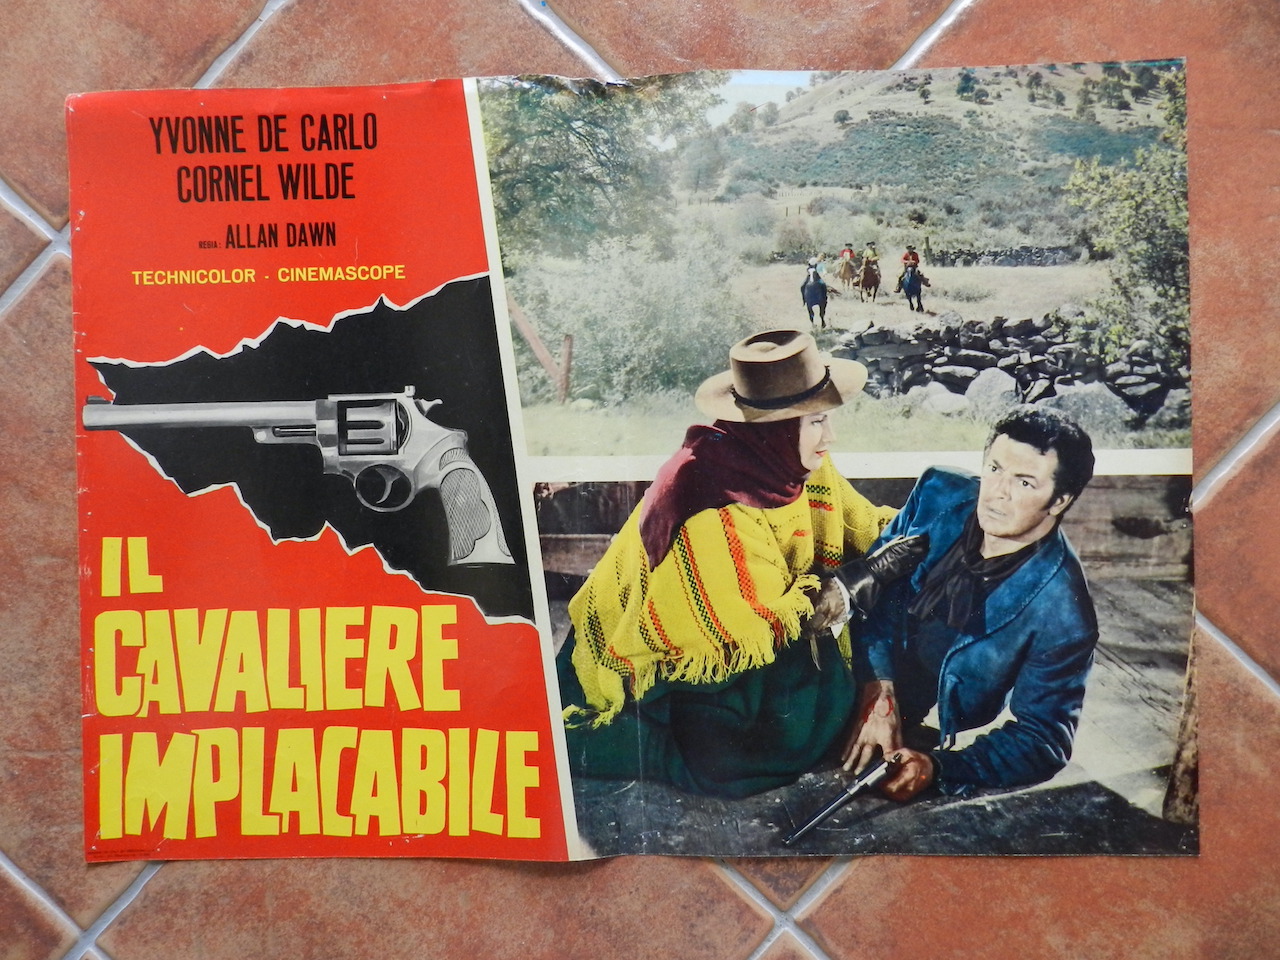 YVONNE DE CARLO
CORNEL WILDE
REGIA: ALLAN DAWN
TECHNICOLOR - CINEMASCOPE
IL
CAVALIERE
IMPLACABILE